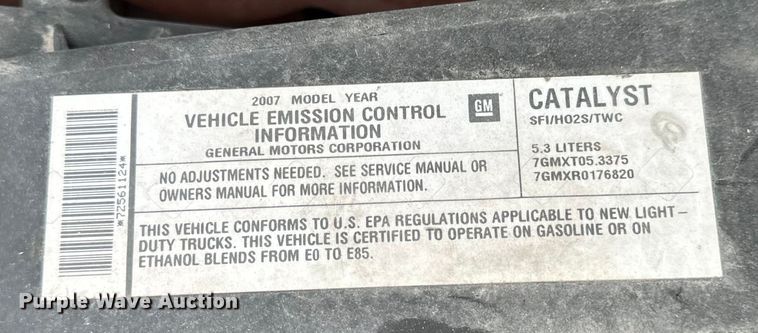 2007 MODEL YEAR
VEHICLE EMISSION CONTROL
INFORMATION
GENERAL MOTORS CORPORATION
GM
CATALYST
SFI/HO2S/TWC
5.3 LITERS
7GMXT05.3375
7GMXR0176820
NO ADJUSTMENTS NEEDED. SEE SERVICE MANUAL OR
OWNERS MANUAL FOR MORE INFORMATION.
THIS VEHICLE CONFORMS TO U.S. EPA REGULATIONS APPLICABLE TO NEW LIGHT-
DUTY TRUCKS. THIS VEHICLE IS CERTIFIED TO OPERATE ON GASOLINE OR ON
ETHANOL BLENDS FROM E0 TO E85.
*72561124*
Purple Wave Auction